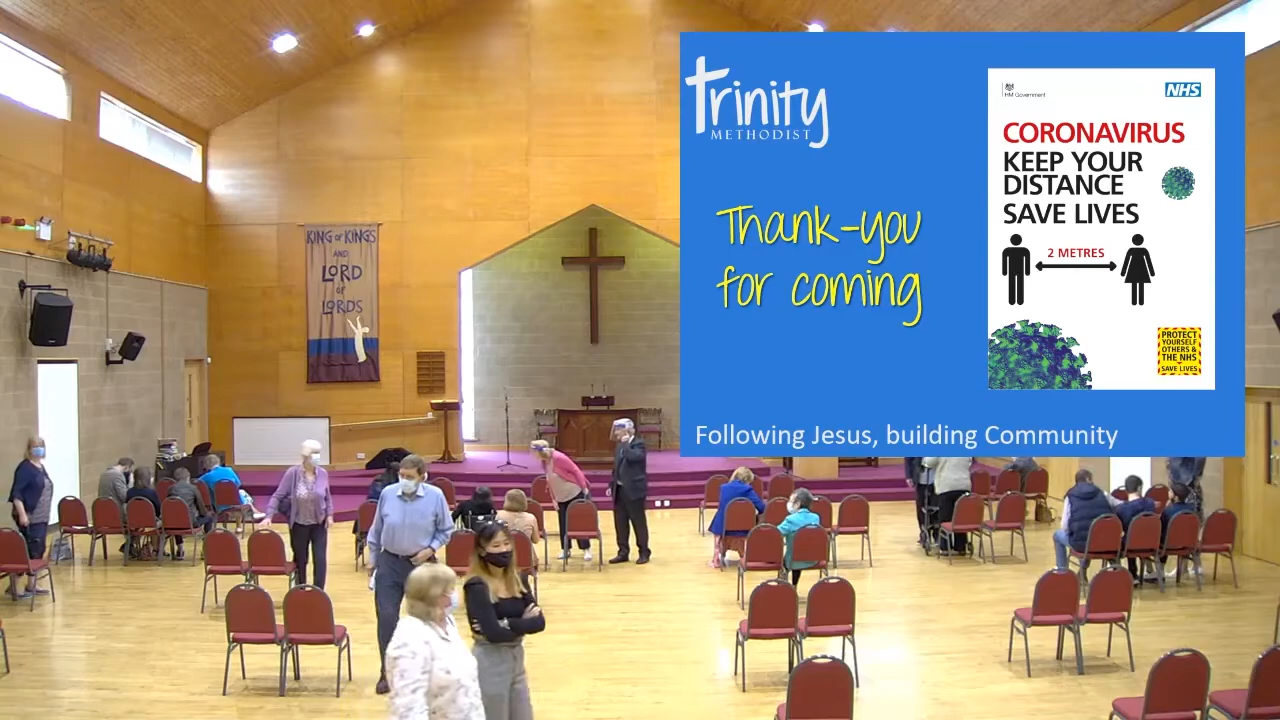 KING OF KINGS
AND
LORD
OF
LORDS
Trinity
METHODIST
Thank-you
for coming
Following Jesus, building Community
HM Government
NHS
CORONAVIRUS
KEEP YOUR
DISTANCE
SAVE LIVES
2 METRES
PROTECT
YOURSELF
OTHERS &
THE NHS
SAVE LIVES